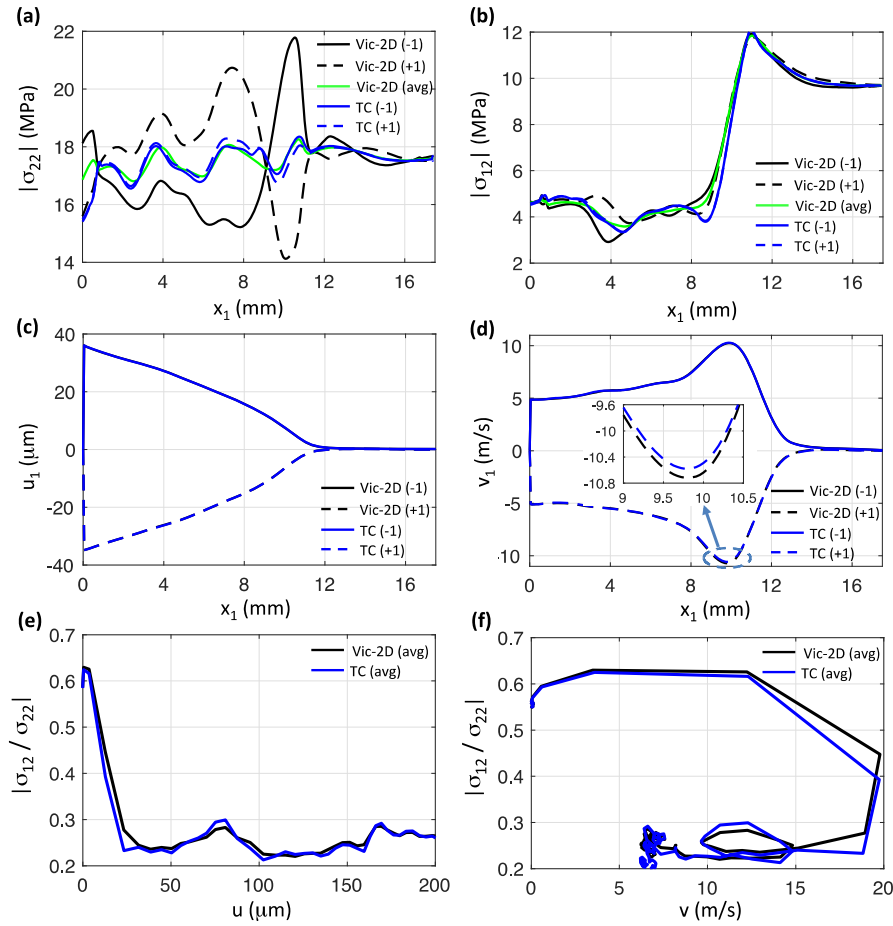 (a)
|σ22| (MPa)
22
20
18
16
14
0 4 8 12 16
x1 (mm)
Vic-2D (-1)
Vic-2D (+1)
Vic-2D (avg)
TC (-1)
TC (+1)
(b)
|σ12| (MPa)
12
10
8
6
4
2
0 4 8 12 16
x1 (mm)
Vic-2D (-1)
Vic-2D (+1)
Vic-2D (avg)
TC (-1)
TC (+1)
(c)
u1 (μm)
40
20
0
-20
-40
0 4 8 12 16
x1 (mm)
Vic-2D (-1)
Vic-2D (+1)
TC (-1)
TC (+1)
(d)
v1 (m/s)
10
5
0
-5
-10
0 4 8 12 16
x1 (mm)
-9.6
-10
-10.4
-10.8
9 9.5 10 10.5
Vic-2D (-1)
Vic-2D (+1)
TC (-1)
TC (+1)
(e)
|σ12 / σ22|
0.7
0.6
0.5
0.4
0.3
0.2
0 50 100 150 200
u (μm)
Vic-2D (avg)
TC (avg)
(f)
|σ12 / σ22|
0.7
0.6
0.5
0.4
0.3
0.2
0 5 10 15 20
v (m/s)
Vic-2D (avg)
TC (avg)